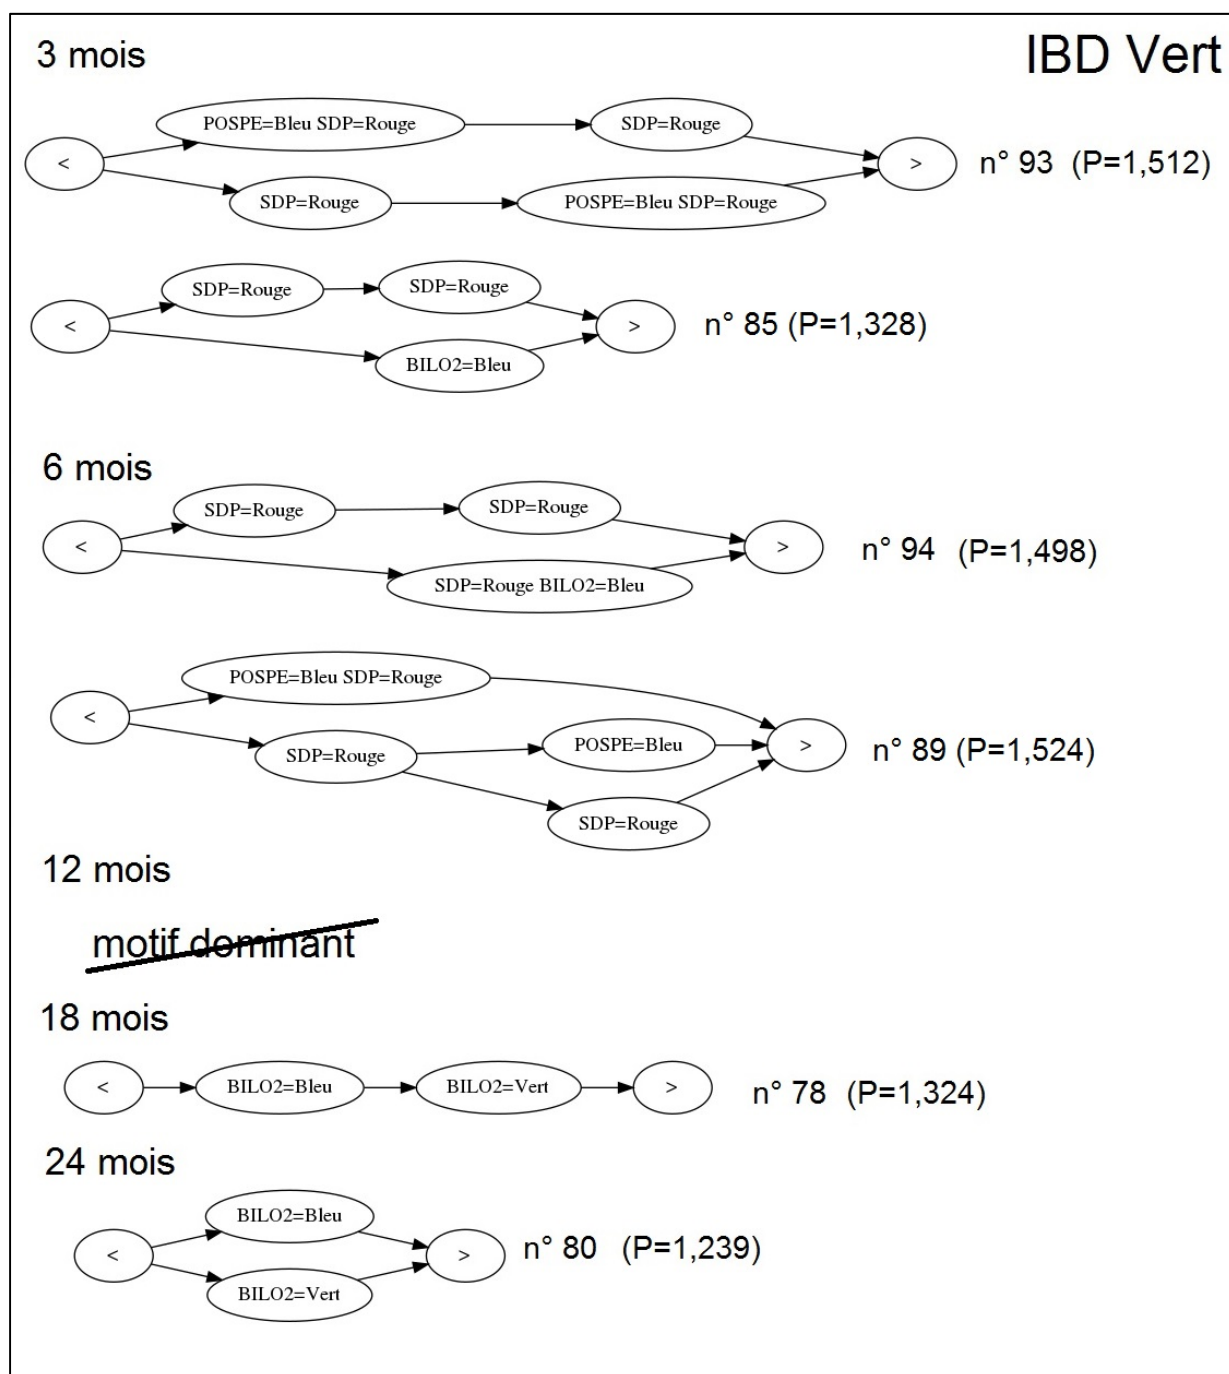 3 mois
IBD Vert
POSPE=Bleu SDP=Rouge
SDP=Rouge
<
>
n° 93 (P=1,512)
SDP=Rouge
POSPE=Bleu SDP=Rouge
SDP=Rouge
SDP=Rouge
<
>
n° 85 (P=1,328)
BILO2=Bleu
6 mois
SDP=Rouge
SDP=Rouge
<
>
n° 94 (P=1,498)
SDP=Rouge BILO2=Bleu
POSPE=Bleu SDP=Rouge
<
SDP=Rouge
POSPE=Bleu
>
n° 89 (P=1,524)
SDP=Rouge
12 mois
motif dominant
18 mois
<
BILO2=Bleu
BILO2=Vert
>
n° 78 (P=1,324)
24 mois
BILO2=Bleu
<
>
n° 80 (P=1,239)
BILO2=Vert